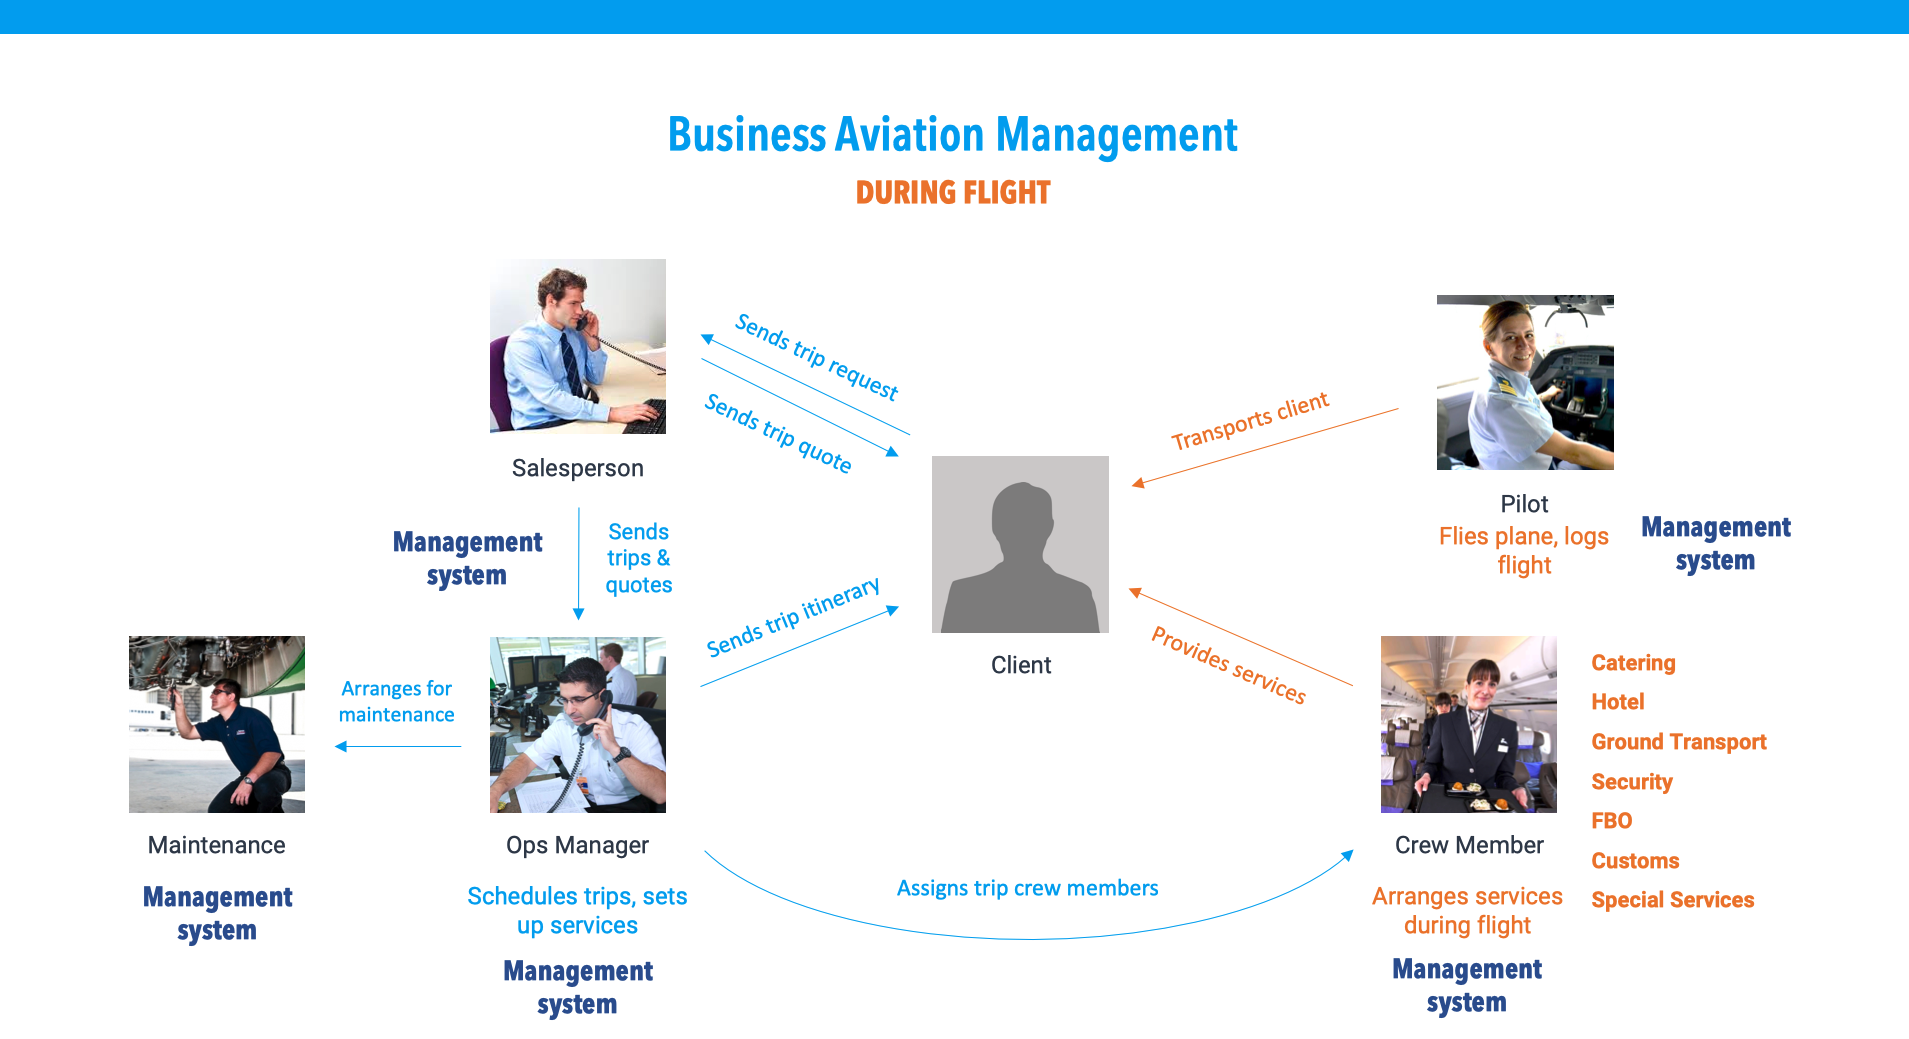 Business Aviation Management
DURING FLIGHT
Sends trip request
Sends trip quote
Salesperson
Transports client
Pilot
Flies plane, logs
flight
Management
system
Management
system
Sends
trips &
quotes
Sends trip itinerary
Client
Provides services
Arranges for
maintenance
Maintenance
Management
system
Ops Manager
Schedules trips, sets
up services
Management
system
Assigns trip crew members
Crew Member
Arranges services
during flight
Management
system
Catering
Hotel
Ground Transport
Security
FBO
Customs
Special Services